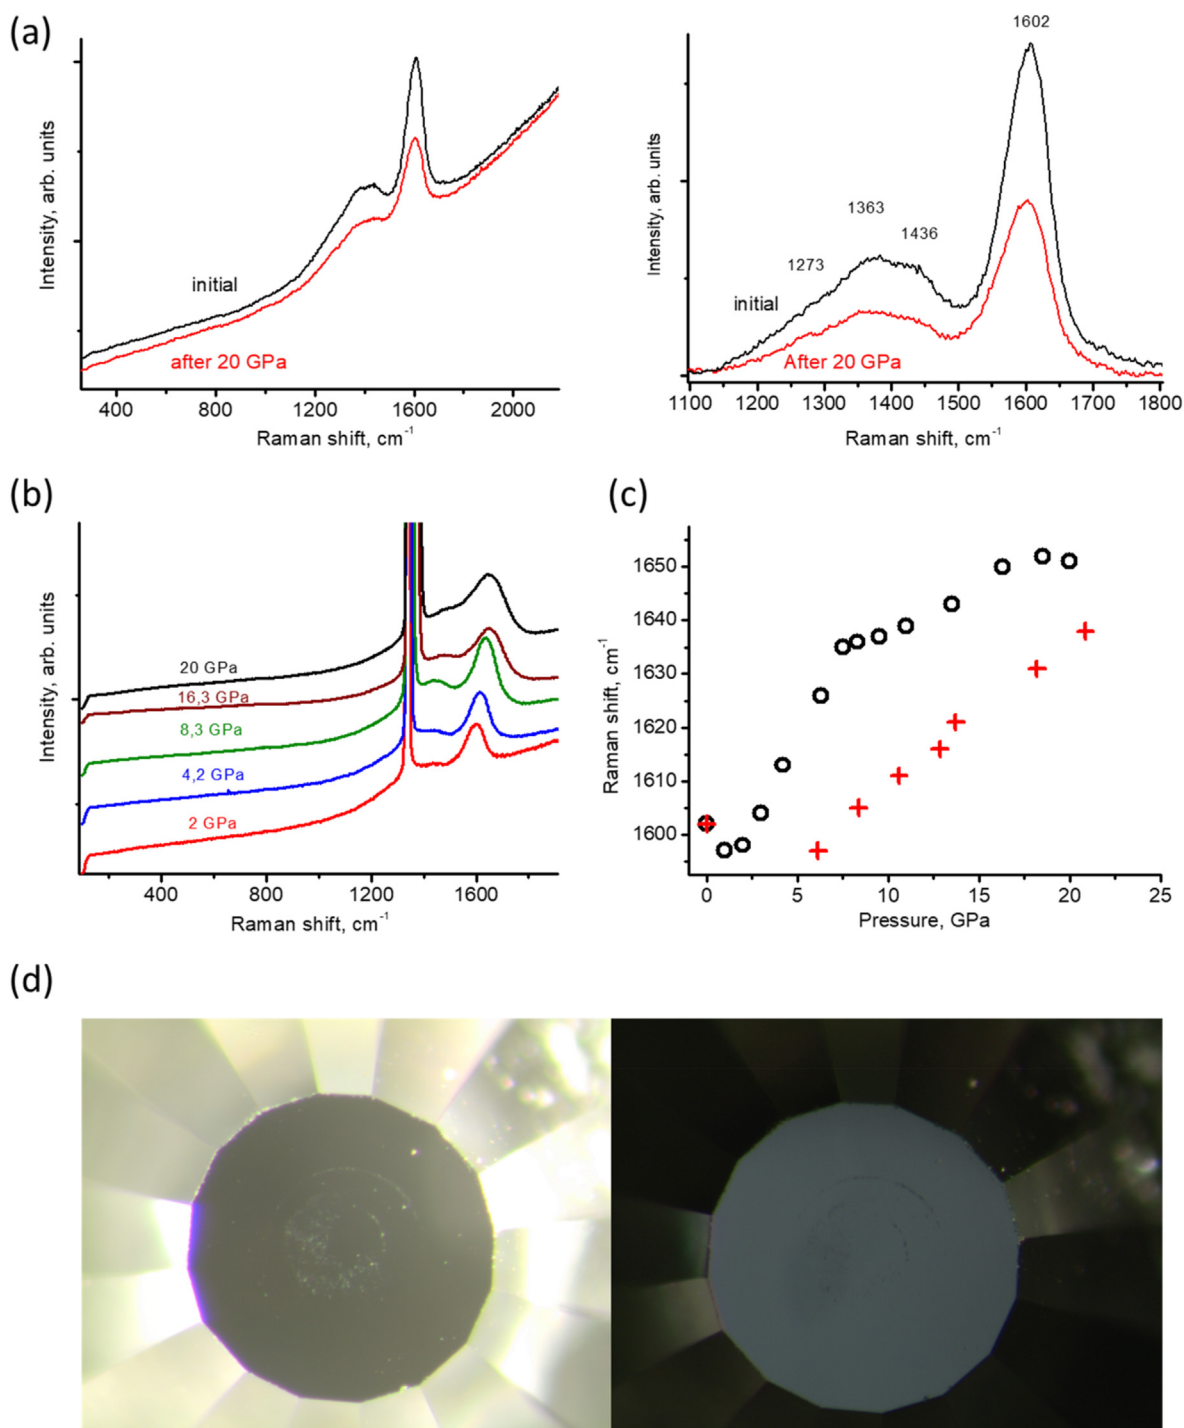 (a)
Intensity, arb. units
initial
after 20 GPa
400 800 1200 1600 2000
Raman shift, cm⁻¹
1602
1363
1436
1273
Intensity, arb. units
initial
After 20 GPa
1100 1200 1300 1400 1500 1600 1700 1800
Raman shift, cm⁻¹
(b)
Intensity, arb. units
20 GPa
16,3 GPa
8,3 GPa
4,2 GPa
2 GPa
400 800 1200 1600
Raman shift, cm⁻¹
(c)
Raman shift, cm⁻¹
1650
1640
1630
1620
1610
1600
0 5 10 15 20 25
Pressure, GPa
(d)